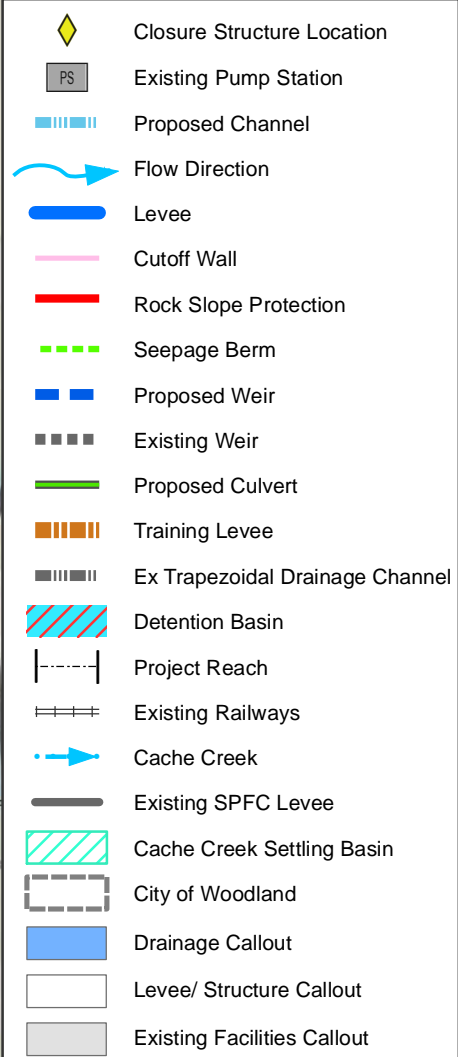 Closure Structure Location
PS Existing Pump Station
Proposed Channel
Flow Direction
Levee
Cutoff Wall
Rock Slope Protection
Seepage Berm
Proposed Weir
Existing Weir
Proposed Culvert
Training Levee
Ex Trapezoidal Drainage Channel
Detention Basin
Project Reach
Existing Railways
Cache Creek
Existing SPFC Levee
Cache Creek Settling Basin
City of Woodland
Drainage Callout
Levee/ Structure Callout
Existing Facilities Callout